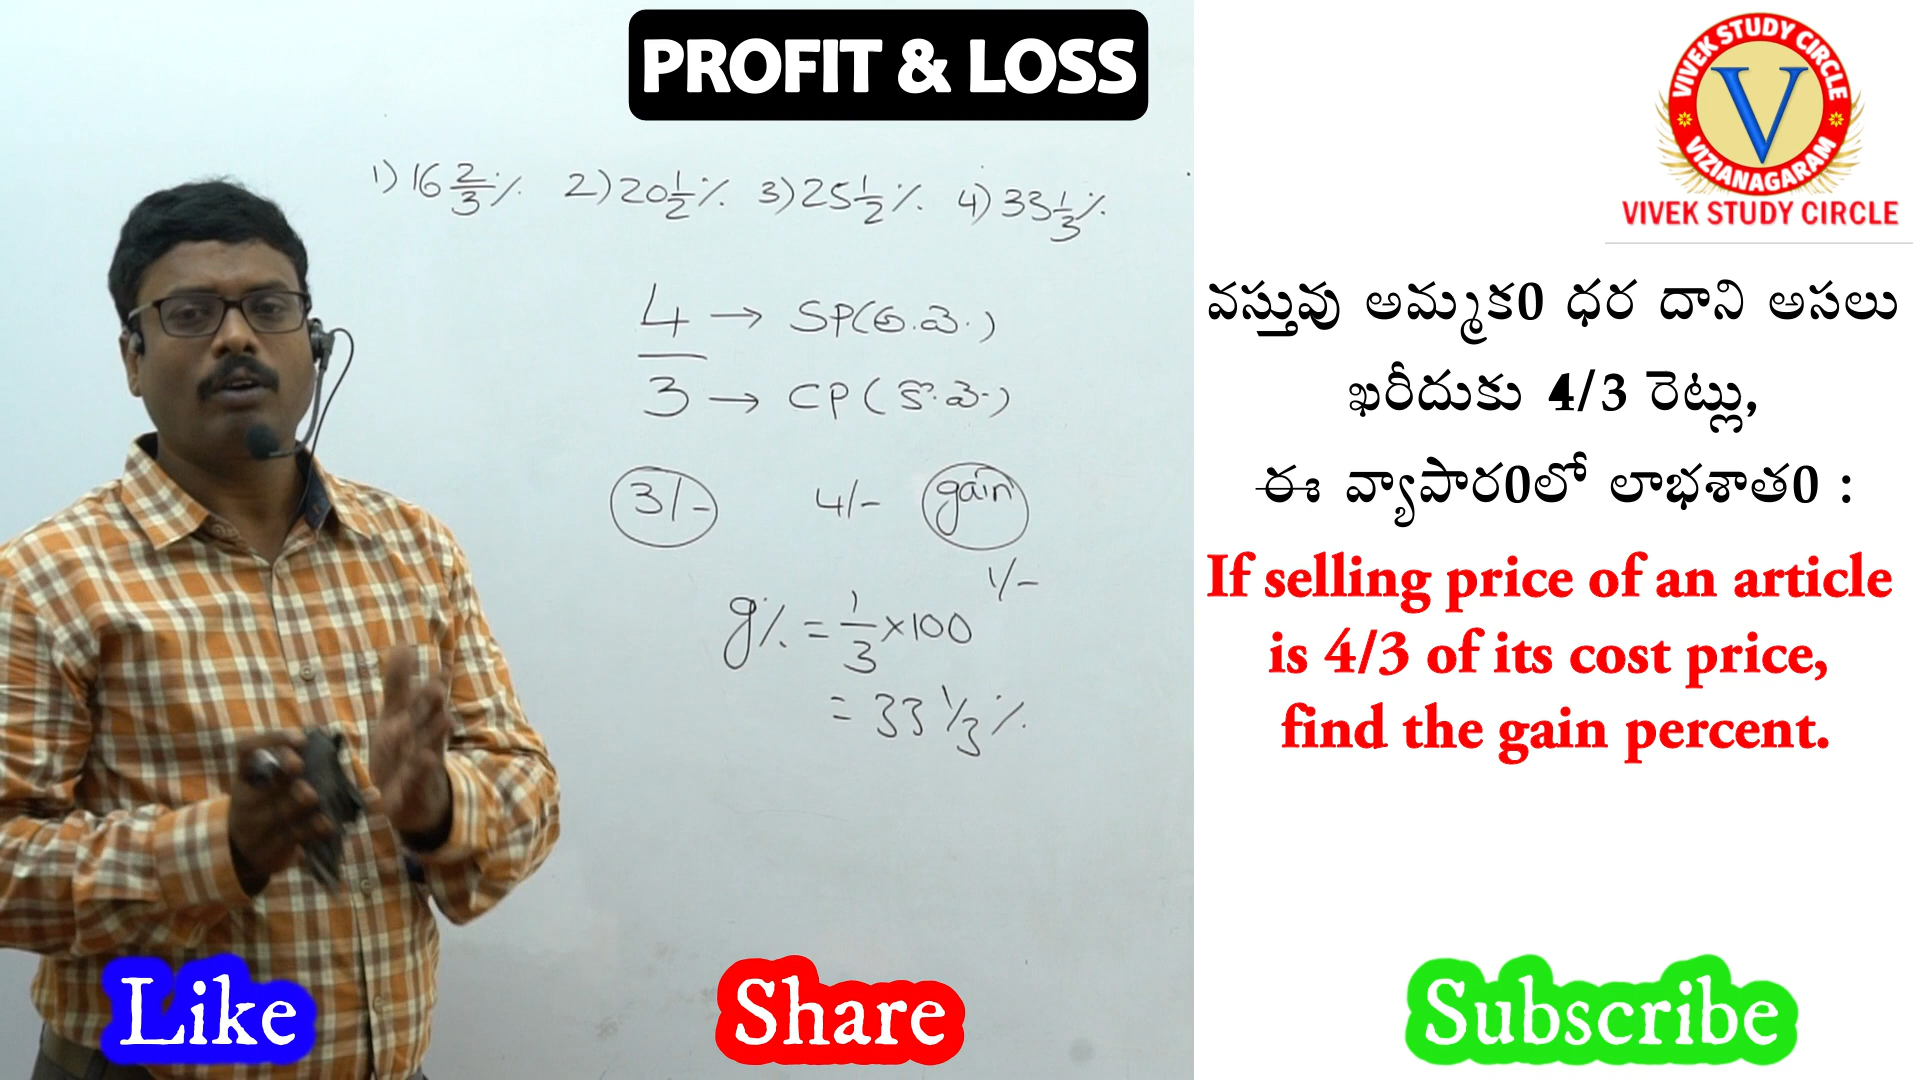 PROFIT & LOSS
1) 16 2/3 % 2) 20 1/2 % 3) 25 1/2 % 4) 33 1/3 %
4 → SP(అ.వె.)
3 → CP(కొ.వె.)
3/- 4/- gain
1/-
g% = 1/3 × 100
= 33 1/3 %
VIVEK STUDY CIRCLE
V
VIZIANAGARAM
VIVEK STUDY CIRCLE
వస్తువు అమ్మక0 ధర దాని అసలు
ఖరీదుకు 4/3 రెట్లు,
ఈ వ్యాపార0లో లాభశాత0 :
If selling price of an article
is 4/3 of its cost price,
find the gain percent.
Like
Share
Subscribe